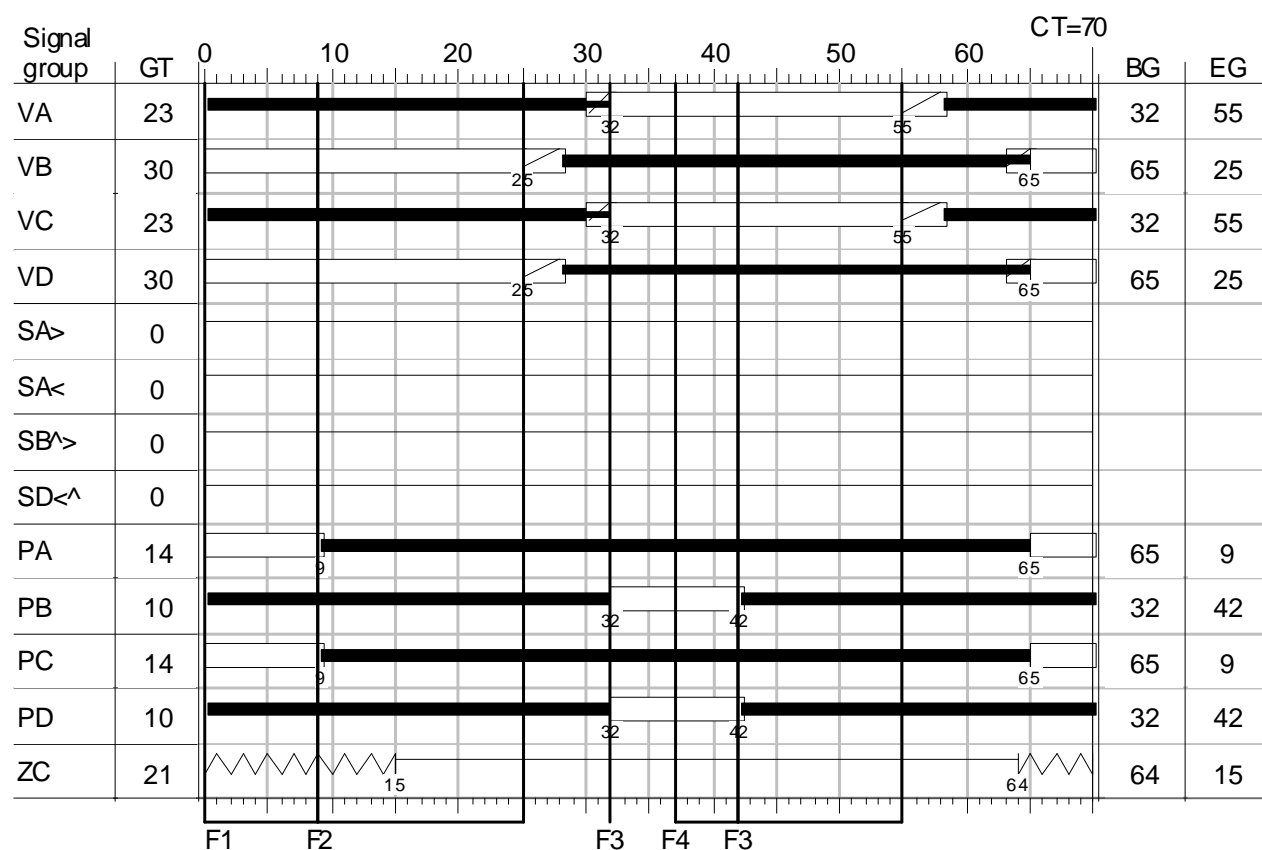 CT=70
Signal group GT 0 10 20 30 40 50 60 BG EG
VA 23 32 55 32 55
VB 30 25 65 65 25
VC 23 32 55 32 55
VD 30 25 65 65 25
SA> 0
SA< 0
SB^> 0
SD<^ 0
PA 14 9 65 65 9
PB 10 32 42 32 42
PC 14 9 65 65 9
PD 10 32 42 32 42
ZC 21 15 64 64 15
F1 F2 F3 F4 F3